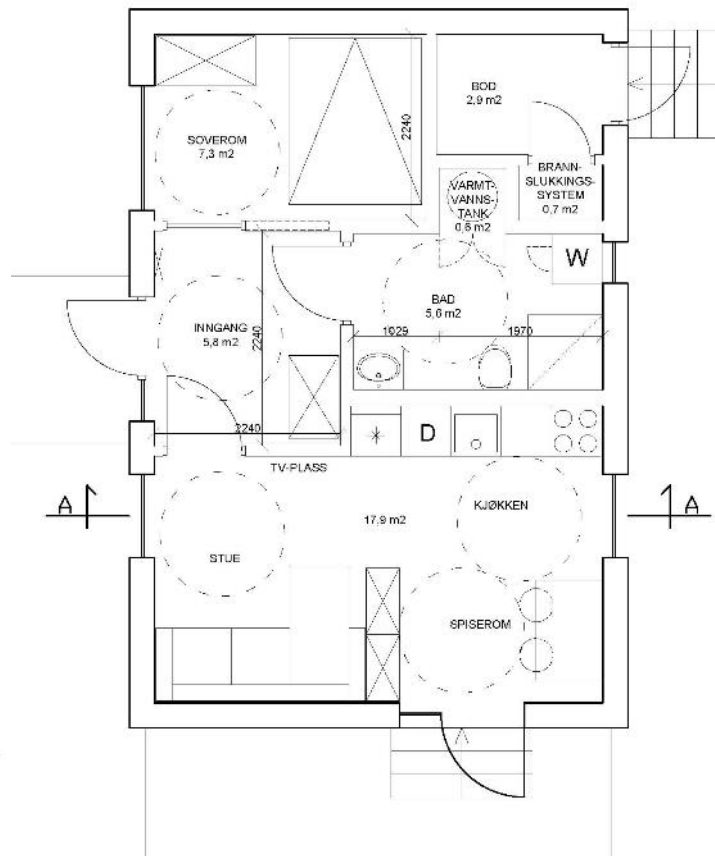 BOD
2,9 m2
SOVEROM
7,3 m2
2240
BRANN-
SLUKKINGS-
SYSTEM
0,7 m2
VARMT-
VANNS-
TANK
0,6 m2
W
BAD
5,6 m2
INNGANG
5,8 m2
2240
1029
1970
2240
D
TV-PLASS
A
A
KJØKKEN
17,9 m2
STUE
SPISEROM